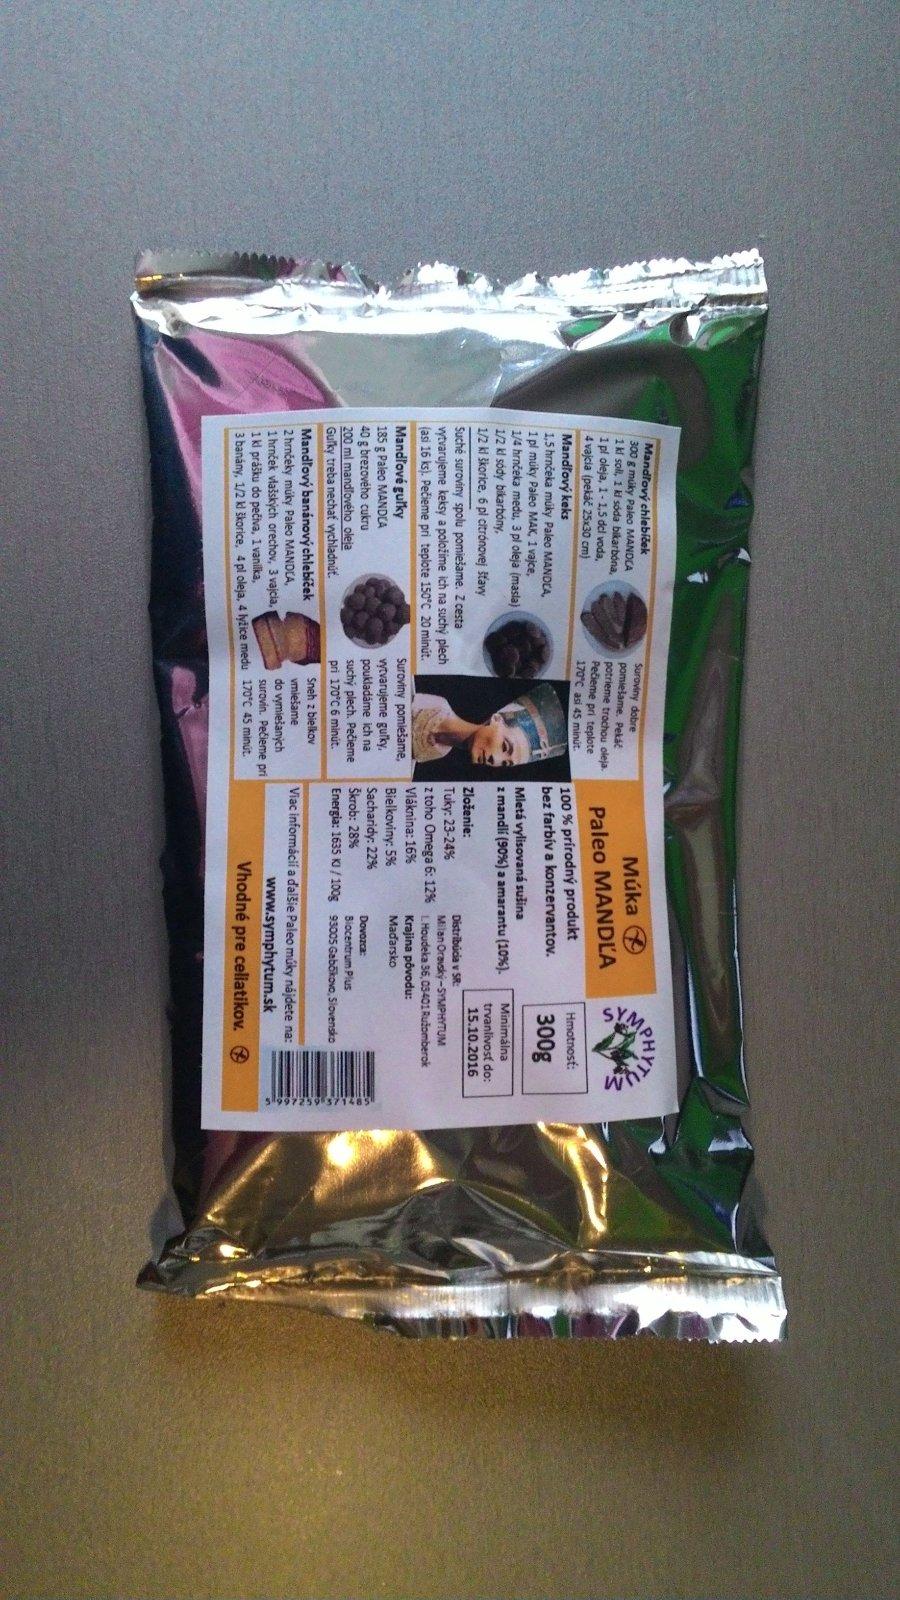 Mandľový chlebíček
300 g múky Paleo MANDĽA
1 kl soli, 1 kl sóda bikarbóna,
1 pl oleja, 1 - 1,5 dcl voda,
4 vajcia (pekáč 25x30 cm)
Suroviny dobre
pomiešame. Pekáč
potrieme trochou oleja.
Pečieme pri teplote
170°C asi 45 minút.
Mandľový keks
1,5 hrnčeka múky Paleo MANDĽA,
1 pl múky Paleo MAK, 1 vajce,
1/4 hrnčeka medu, 3 pl oleja (masla)
1/2 kl sódy bikarbóny,
1/2 kl škorice, 6 pl citrónovej šťavy
Suché suroviny spolu pomiešame. Z cesta
vytvarujeme keksy a položíme ich na suchý plech
(asi 16 ks). Pečieme pri teplote 150°C 20 minút.
Mandľové guľky
185 g Paleo MANDĽA
40 g brezového cukru
200 ml mandľového oleja
Guľky treba nechať vychladnúť.
Suroviny pomiešame,
vytvarujeme guľky,
poukladáme ich na
suchý plech. Pečieme
pri 170°C 6 minút.
Mandľový banánový chlebíček
2 hrnčeky múky Paleo MANDĽA,
1 hrnček vlašských orechov, 3 vajcia,
1 kl prášku do pečiva, 1 vanilka,
3 banány, 1/2 kl škorice, 4 pl oleja, 4 lyžice medu
Sneh z bielkov
vmiešame
do vymiešaných
surovín. Pečieme pri
170°C 45 minút.
Múka
Paleo MANDĽA
SYMPHYTUM
100 % prírodný produkt
bez farbív a konzervantov.
Mletá vylisovaná sušina
z mandlí (90%) a amarantu (10%).
Hmotnosť:
300g
Minimálna
trvanlivosť do:
15.10.2016
Zloženie:
Tuky: 23-24%
z toho Omega 6: 12%
Vláknina: 16%
Bielkoviny: 5%
Sacharidy: 22%
Škrob: 28%
Energia: 1635 KJ / 100g
Distribúcia v SR:
Milan Oravský – SYMPHYTUM
I. Houdeka 36, 03401 Ružomberok
Krajina pôvodu:
Maďarsko
Dovozca:
Biocentrum Plus
93005 Gabčíkovo, Slovensko
Viac informácií a ďalšie Paleo múky nájdete na:
www.symphytum.sk
Vhodné pre celiatikov.
5 997259 371485